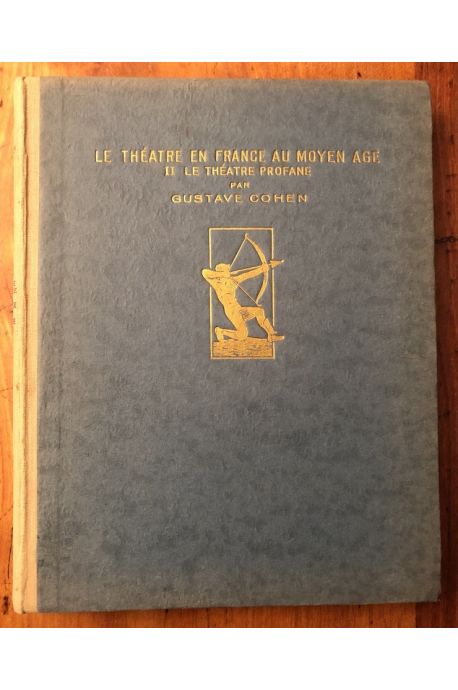 LE THÉATRE EN FRANCE AU MOYEN AGE
II LE THÉATRE PROFANE
PAR
GUSTAVE COHEN